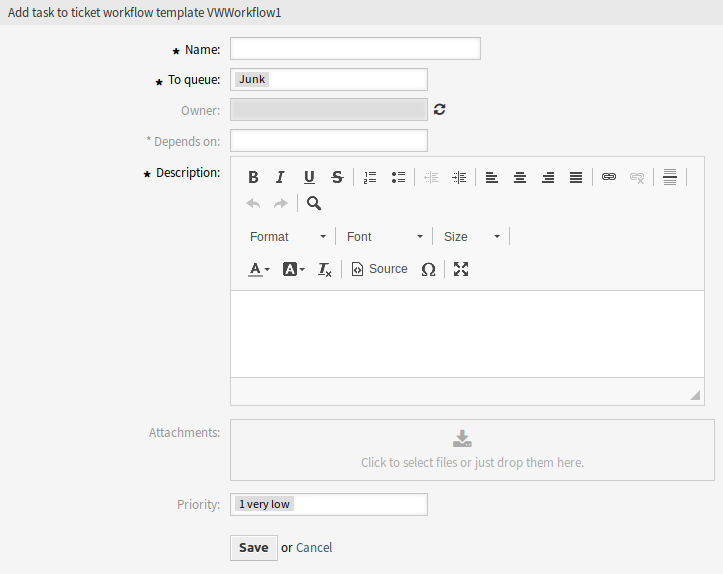 Add task to ticket workflow template VWWorkflow1
★ Name:
★ To queue: Junk
Owner:
* Depends on:
★ Description: B I U S
Format Font Size
A A Tx Source Ω
Attachments:
Click to select files or just drop them here.
Priority: 1 very low
Save or Cancel